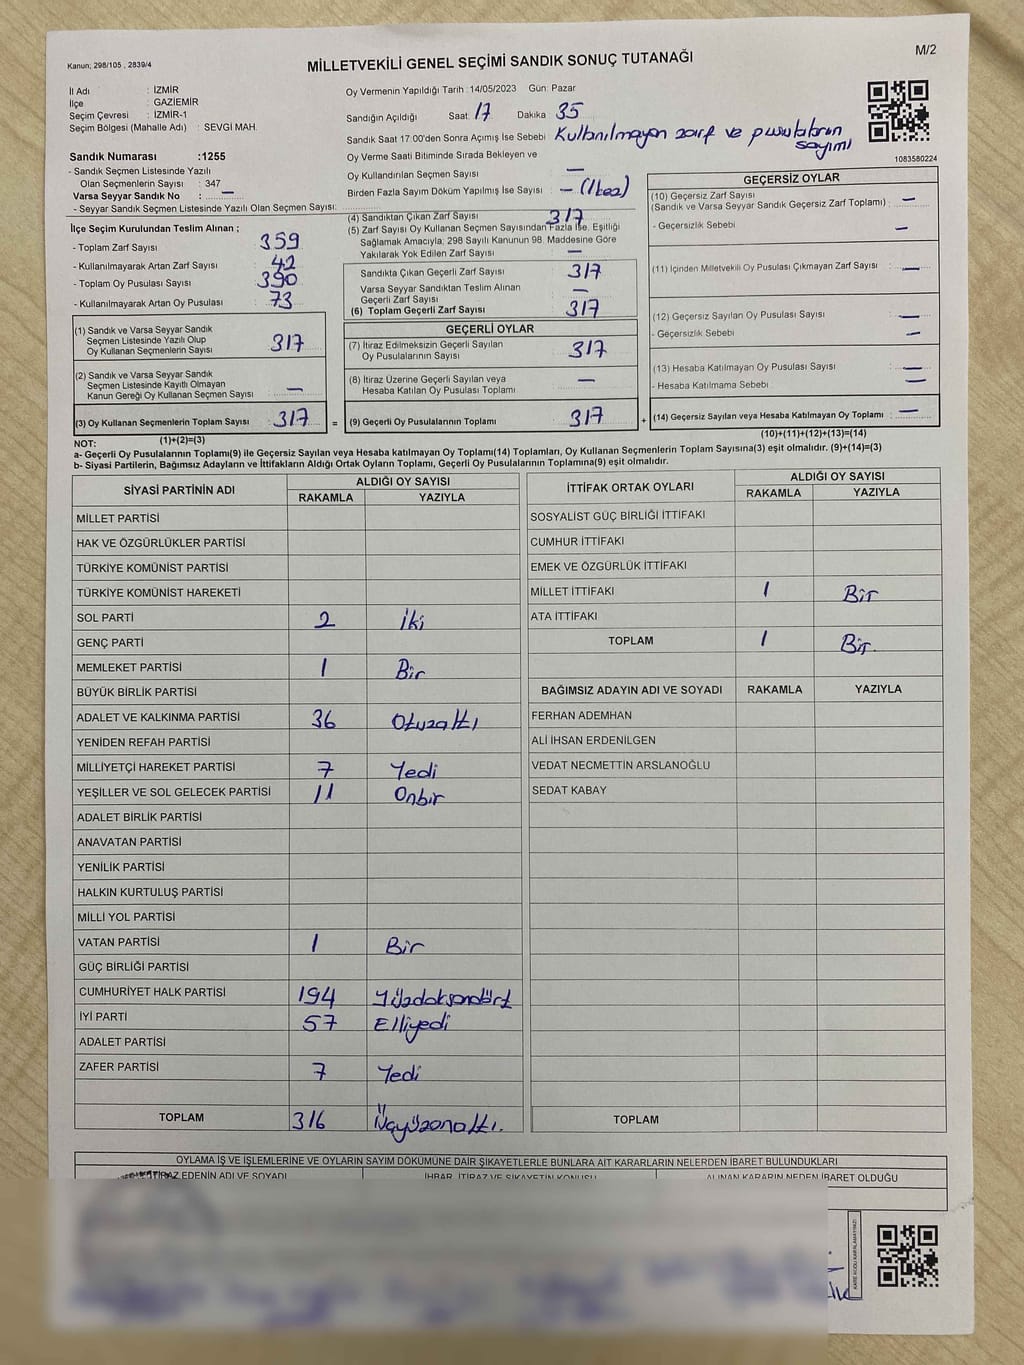 Kanun; 298/105 , 2839/4
MİLLETVEKİLİ GENEL SEÇİMİ SANDIK SONUÇ TUTANAĞI
M/2
İl Adı : İZMİR
İlçe : GAZİEMİR
Seçim Çevresi : İZMİR-1
Seçim Bölgesi (Mahalle Adı) : SEVGİ MAH.
Sandık Numarası :1255
- Sandık Seçmen Listesinde Yazılı
Olan Seçmenlerin Sayısı : 347
Varsa Seyyar Sandık No : —
- Seyyar Sandık Seçmen Listesinde Yazılı Olan Seçmen Sayısı:
Oy Vermenin Yapıldığı Tarih :14/05/2023 Gün: Pazar
Sandığın Açıldığı Saat 17 Dakika 35
Sandık Saat 17:00'den Sonra Açımış İse Sebebi Kullanılmayan zarf ve pusulaların sayımı
Oy Verme Saati Bitiminde Sırada Bekleyen ve
Oy Kullandırılan Seçmen Sayısı —
Birden Fazla Sayım Döküm Yapılmış İSE Sayısı —
1083580224
İlçe Seçim Kurulundan Teslim Alınan ;
- Toplam Zarf Sayısı 359
- Kullanılmayarak Artan Zarf Sayısı 42
- Toplam Oy Pusulası Sayısı 390
- Kullanılmayarak Artan Oy Pusulası 73
(1) Sandık ve Varsa Seyyar Sandık
Seçmen Listesinde Yazılı Olup
Oy Kullanan Seçmenlerin Sayısı 317
(2) Sandık ve Varsa Seyyar Sandık
Seçmen Listesinde Kayıtlı Olmayan
Kanun Gereği Oy Kullanan Seçmen Sayısı —
(3) Oy Kullanan Seçmenlerin Toplam Sayısı 317
(4) Sandıktan Çıkan Zarf Sayısı 317
(5) Zarf Sayısı Oy Kullanan Seçmen Sayısından Fazla İse, Eşitliği
Sağlamak Amacıyla; 298 Sayılı Kanunun 98. Maddesine Göre
Yakılarak Yok Edilen Zarf Sayısı —
Sandıkta Çıkan Geçerli Zarf Sayısı 317
Varsa Seyyar Sandıktan Teslim Alınan
Geçerli Zarf Sayısı —
(6) Toplam Geçerli Zarf Sayısı 317
GEÇERLİ OYLAR
(7) İtiraz Edilmeksizin Geçerli Sayılan
Oy Pusulalarının Sayısı 317
(8) İtiraz Üzerine Geçerli Sayılan veya
Hesaba Katılan Oy Pusulası Toplamı —
= (9) Geçerli Oy Pusulalarının Toplamı 317
GEÇERSİZ OYLAR
(10) Geçersiz Zarf Sayısı
(Sandık ve Varsa Seyyar Sandık Geçersiz Zarf Toplamı) : —
- Geçersizlik Sebebi —
(11) İçinden Milletvekili Oy Pusulası Çıkmayan Zarf Sayısı : —
(12) Geçersiz Sayılan Oy Pusulası Sayısı : —
- Geçersizlik Sebebi —
(13) Hesaba Katılmayan Oy Pusulası Sayısı : —
- Hesaba Katılmama Sebebi —
+ (14) Geçersiz Sayılan veya Hesaba Katılmayan Oy Toplamı : —
NOT: (1)+(2)=(3)
(10)+(11)+(12)+(13)=(14)
a- Geçerli Oy Pusulalarının Toplamı(9) ile Geçersiz Sayılan veya Hesaba katılmayan Oy Toplamı(14) Toplamları, Oy Kullanan Seçmenlerin Toplam Sayısına(3) eşit olmalıdır. (9)+(14)=(3)
b- Siyasi Partilerin, Bağımsız Adayların ve İttifakların Aldığı Ortak Oyların Toplamı, Geçerli Oy Pusulalarının Toplamına(9) eşit olmalıdır.
SİYASİ PARTİNİN ADI ALDIĞI OY SAYISI
RAKAMLA YAZIYLA
MİLLET PARTİSİ
HAK VE ÖZGÜRLÜKLER PARTİSİ
TÜRKİYE KOMÜNİST PARTİSİ
TÜRKİYE KOMÜNİST HAREKETİ
SOL PARTİ 2 İki
GENÇ PARTİ
MEMLEKET PARTİSİ 1 Bir
BÜYÜK BİRLİK PARTİSİ
ADALET VE KALKINMA PARTİSİ 36 Otuzaltı
YENİDEN REFAH PARTİSİ
MİLLİYETÇİ HAREKET PARTİSİ 7 Yedi
YEŞİLLER VE SOL GELECEK PARTİSİ 11 Onbir
ADALET BİRLİK PARTİSİ
ANAVATAN PARTİSİ
YENİLİK PARTİSİ
HALKIN KURTULUŞ PARTİSİ
MİLLİ YOL PARTİSİ
VATAN PARTİSİ 1 Bir
GÜÇ BİRLİĞİ PARTİSİ
CUMHURİYET HALK PARTİSİ 194 Yüzdoksandört
İYİ PARTİ 57 Elliyedi
ADALET PARTİSİ
ZAFER PARTİSİ 7 Yedi
TOPLAM 316 Üçyüzonaltı.
İTTİFAK ORTAK OYLARI ALDIĞI OY SAYISI
RAKAMLA YAZIYLA
SOSYALİST GÜÇ BİRLİĞİ İTTİFAKI
CUMHUR İTTİFAKI
EMEK VE ÖZGÜRLÜK İTTİFAKI
MİLLET İTTİFAKI 1 Bir
ATA İTTİFAKI
TOPLAM 1 Bir.
BAĞIMSIZ ADAYIN ADI VE SOYADI RAKAMLA YAZIYLA
FERHAN ADEMHAN
ALİ İHSAN ERDENİLGEN
VEDAT NECMETTİN ARSLANOĞLU
SEDAT KABAY
TOPLAM
OYLAMA İŞ VE İŞLEMLERİNE VE OYLARIN SAYIM DÖKÜMÜNE DAİR ŞİKAYETLERLE BUNLARA AİT KARARLARIN NELERDEN İBARET BULUNDUKLARI
İTİRAZ EDENİN ADI VE SOYADI İHBAR, İTİRAZ VE ŞİKAYETİN KONUSU ALINAN KARARIN NEDEN İBARET OLDUĞU